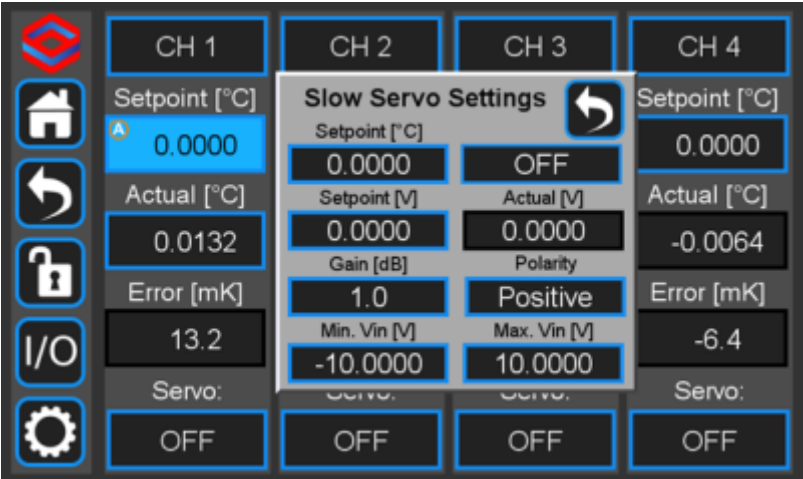 CH 1 CH 2 CH 3 CH 4
Setpoint [°C]
A 0.0000
Actual [°C]
0.0132
Error [mK]
13.2
Servo:
OFF
Slow Servo Settings
Setpoint [°C]
0.0000 OFF
Setpoint [V] Actual [V]
0.0000 0.0000
Gain [dB] Polarity
1.0 Positive
Min. Vin [V] Max. Vin [V]
-10.0000 10.0000
Servo: Servo:
OFF OFF
Setpoint [°C]
0.0000
Actual [°C]
-0.0064
Error [mK]
-6.4
Servo:
OFF
I/O